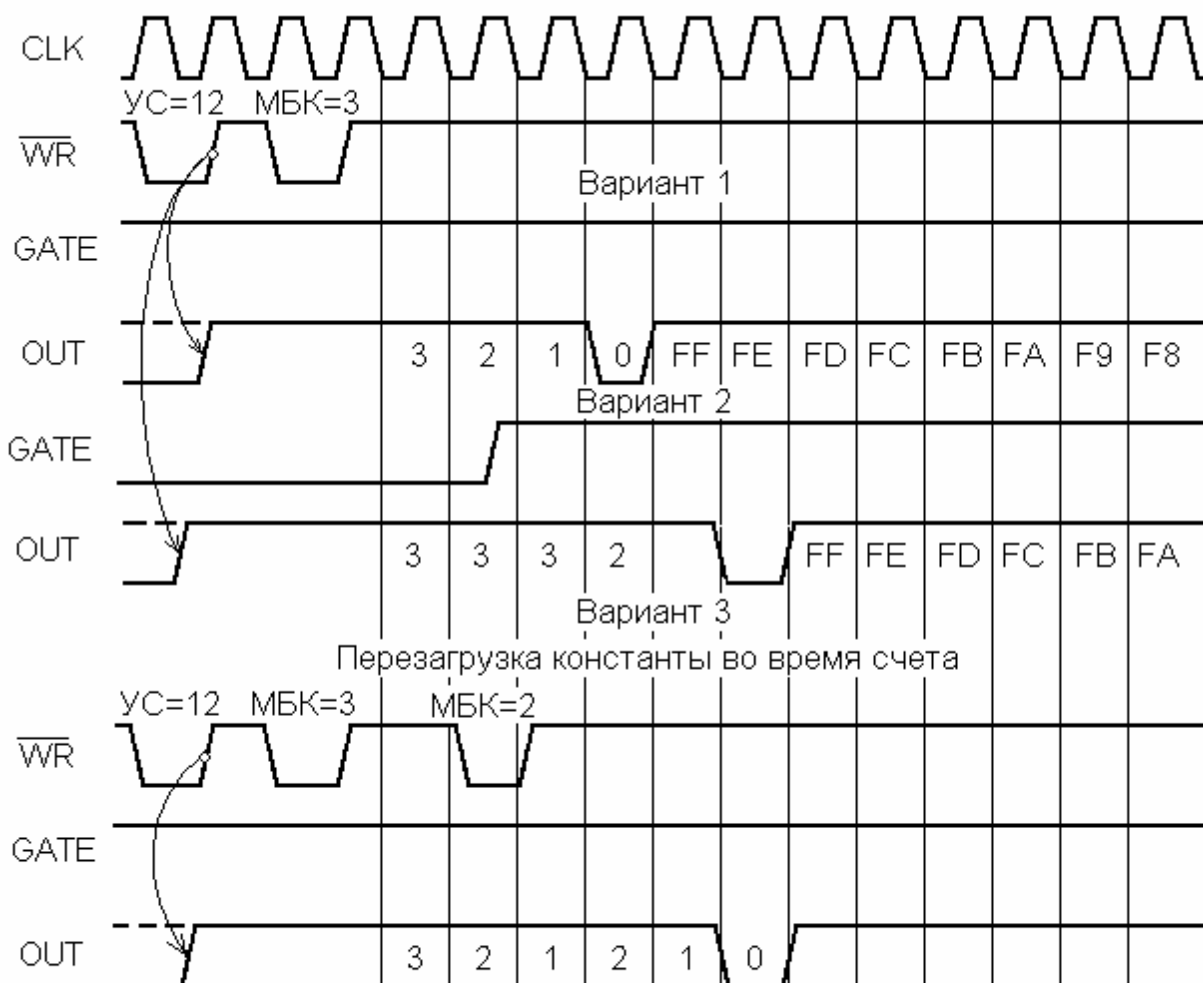 CLK
УС=12 МБК=3
WR
Вариант 1
GATE
OUT 3 2 1 0 FF FE FD FC FB FA F9 F8
Вариант 2
GATE
OUT 3 3 3 2 FF FE FD FC FB FA
Вариант 3
Перезагрузка константы во время счета
УС=12 МБК=3 МБК=2
WR
GATE
OUT 3 2 1 2 1 0